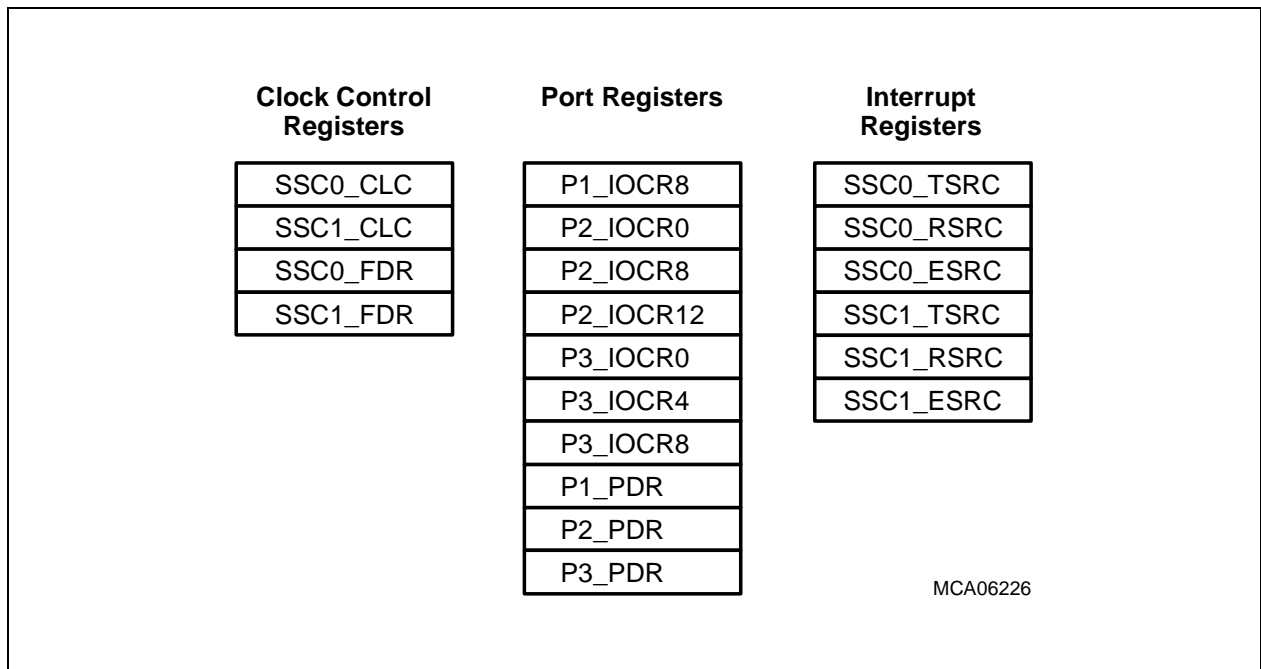 Clock Control
Registers
SSC0_CLC
SSC1_CLC
SSC0_FDR
SSC1_FDR
Port Registers
P1_IOCR8
P2_IOCR0
P2_IOCR8
P2_IOCR12
P3_IOCR0
P3_IOCR4
P3_IOCR8
P1_PDR
P2_PDR
P3_PDR
Interrupt
Registers
SSC0_TSRC
SSC0_RSRC
SSC0_ESRC
SSC1_TSRC
SSC1_RSRC
SSC1_ESRC
MCA06226